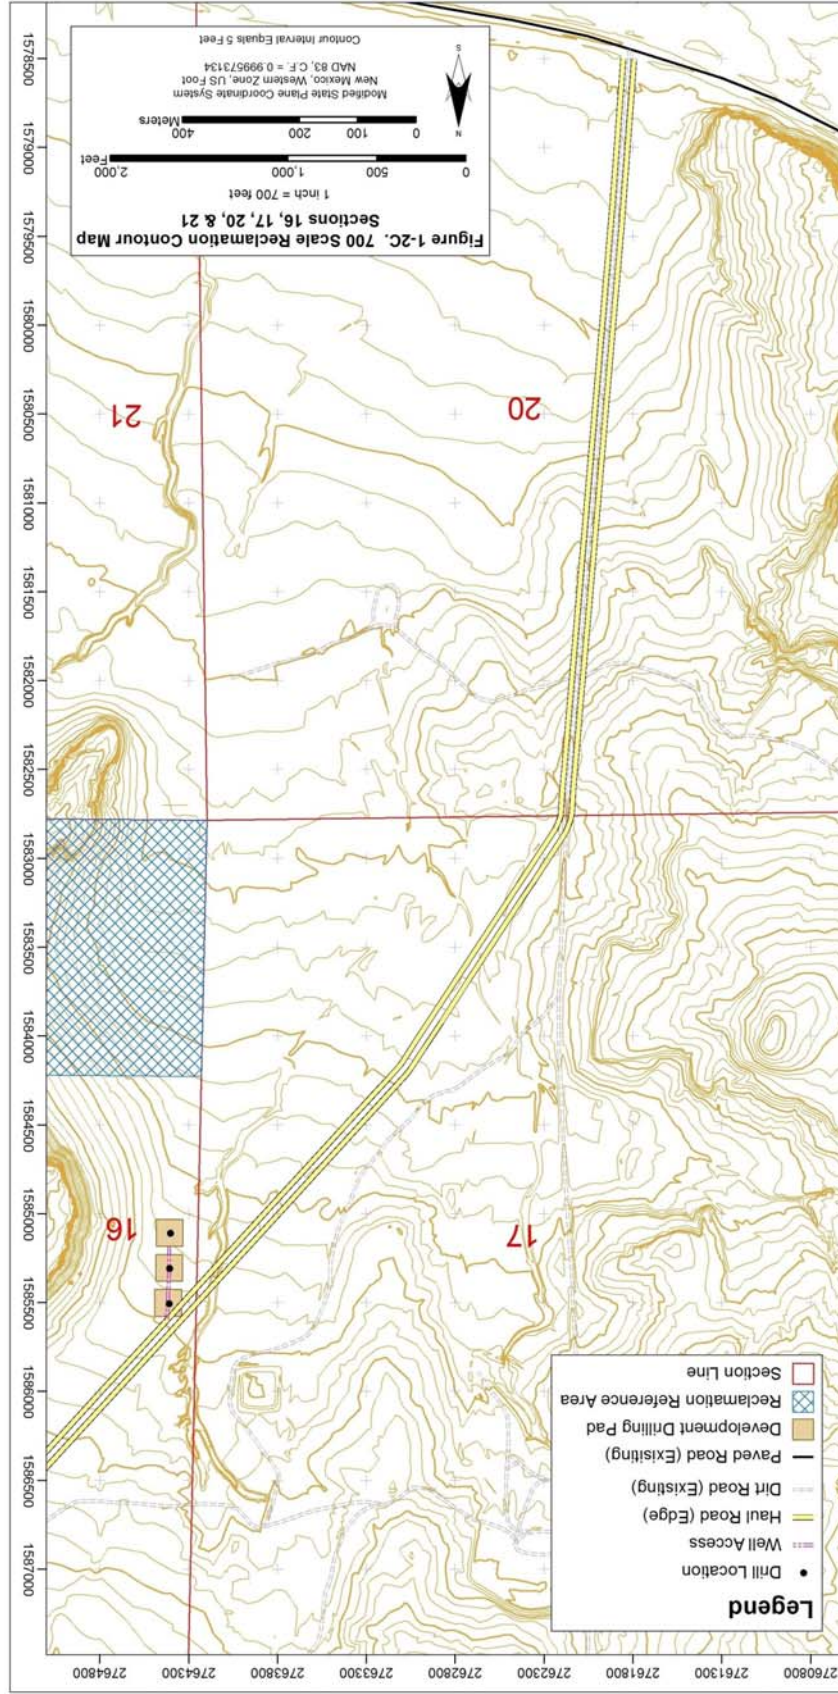 2760800 2761300 2761800 2762300 2762800 2763300 2763800 2764300 2764800
Legend
Drill Location
Well Access
Haul Road (Edge)
Dirt Road (Existing)
Paved Road (Exisiting)
Development Drilling Pad
Reclamation Reference Area
Section Line
17
16
20
21
1587000
1586500
1586000
1585500
1585000
1584500
1584000
1583500
1583000
1582500
1582000
1581500
1581000
1580500
1580000
1579500
1579000
1578500
Figure 1-2C. 700 Scale Reclamation Contour Map
Sections 16, 17, 20, & 21
1 inch = 700 feet
0 500 1,000 2,000
Feet
0 100 200 400
Meters
N
S
Modified State Plane Coordinate System
New Mexico, Western Zone, US Foot
NAD 83, C.F. = 0.999573134
Contour Interval Equals 5 Feet